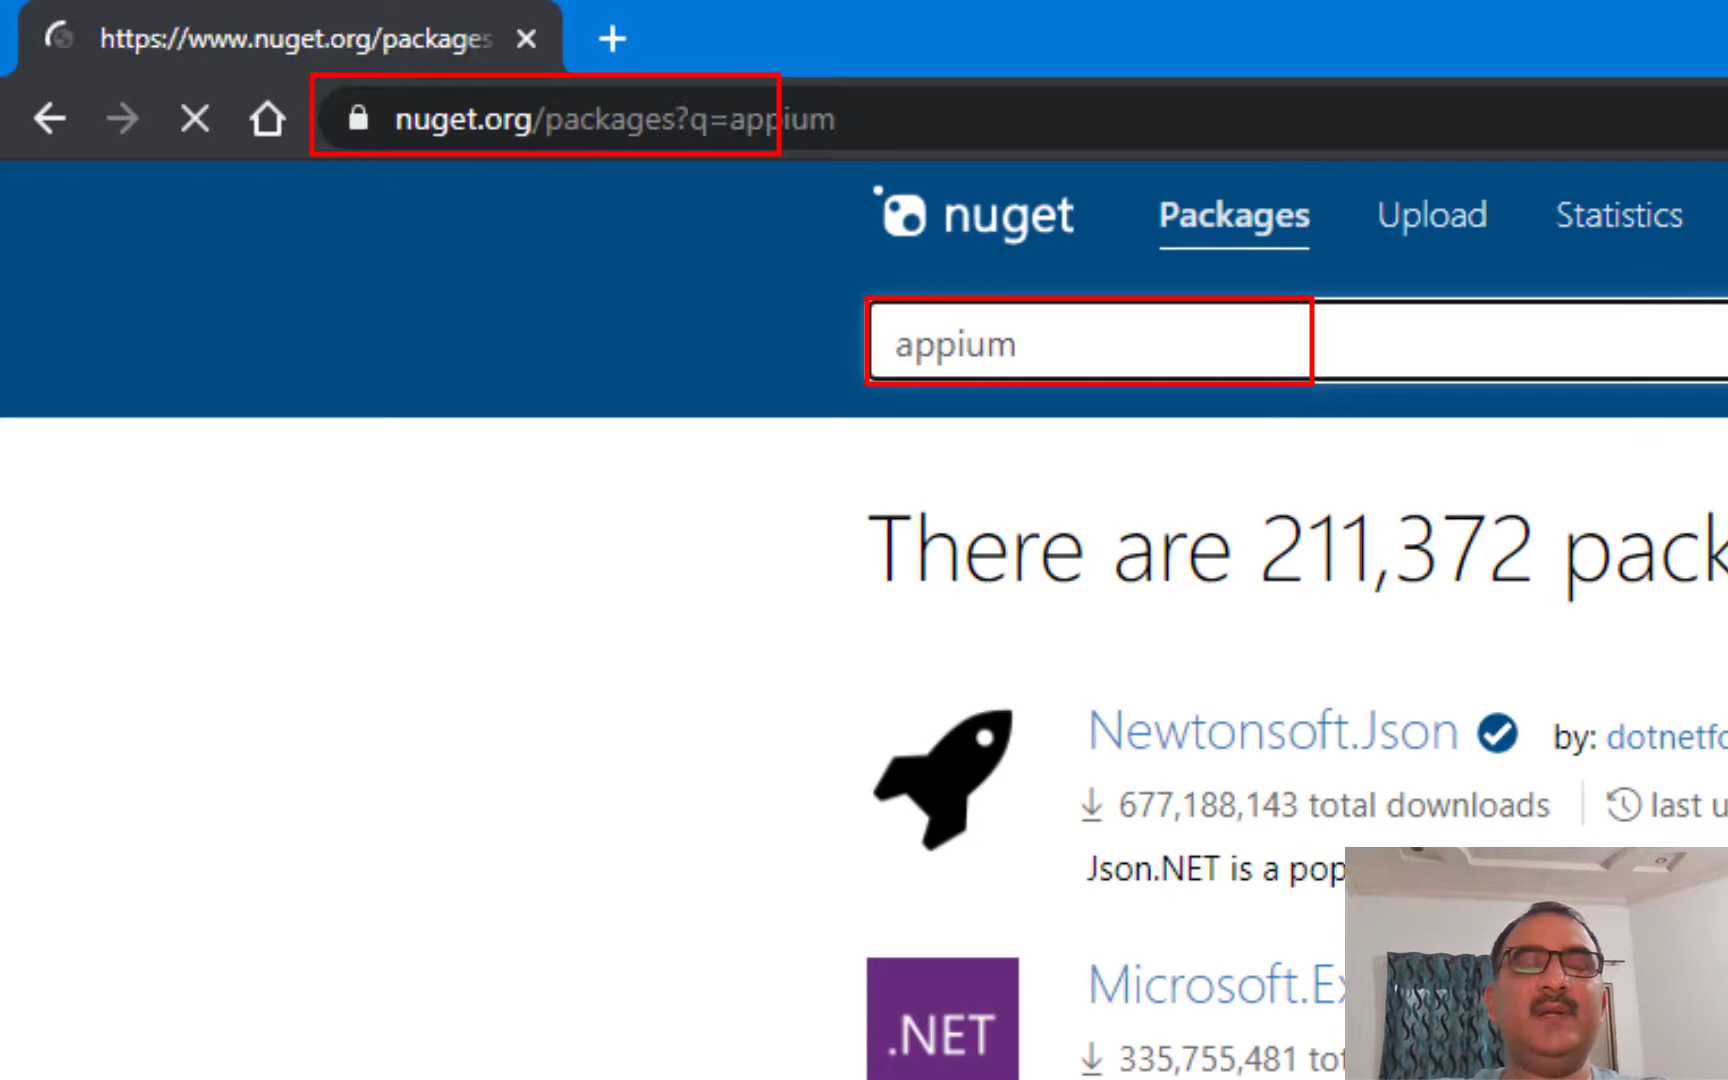 https://www.nuget.org/packages
nuget.org/packages?q=appium
nuget Packages Upload Statistics
appium
There are 211,372 pack
Newtonsoft.Json by: dotnetfo
677,188,143 total downloads last u
Json.NET is a pop
.NET
Microsoft.Ex
335,755,481 tot